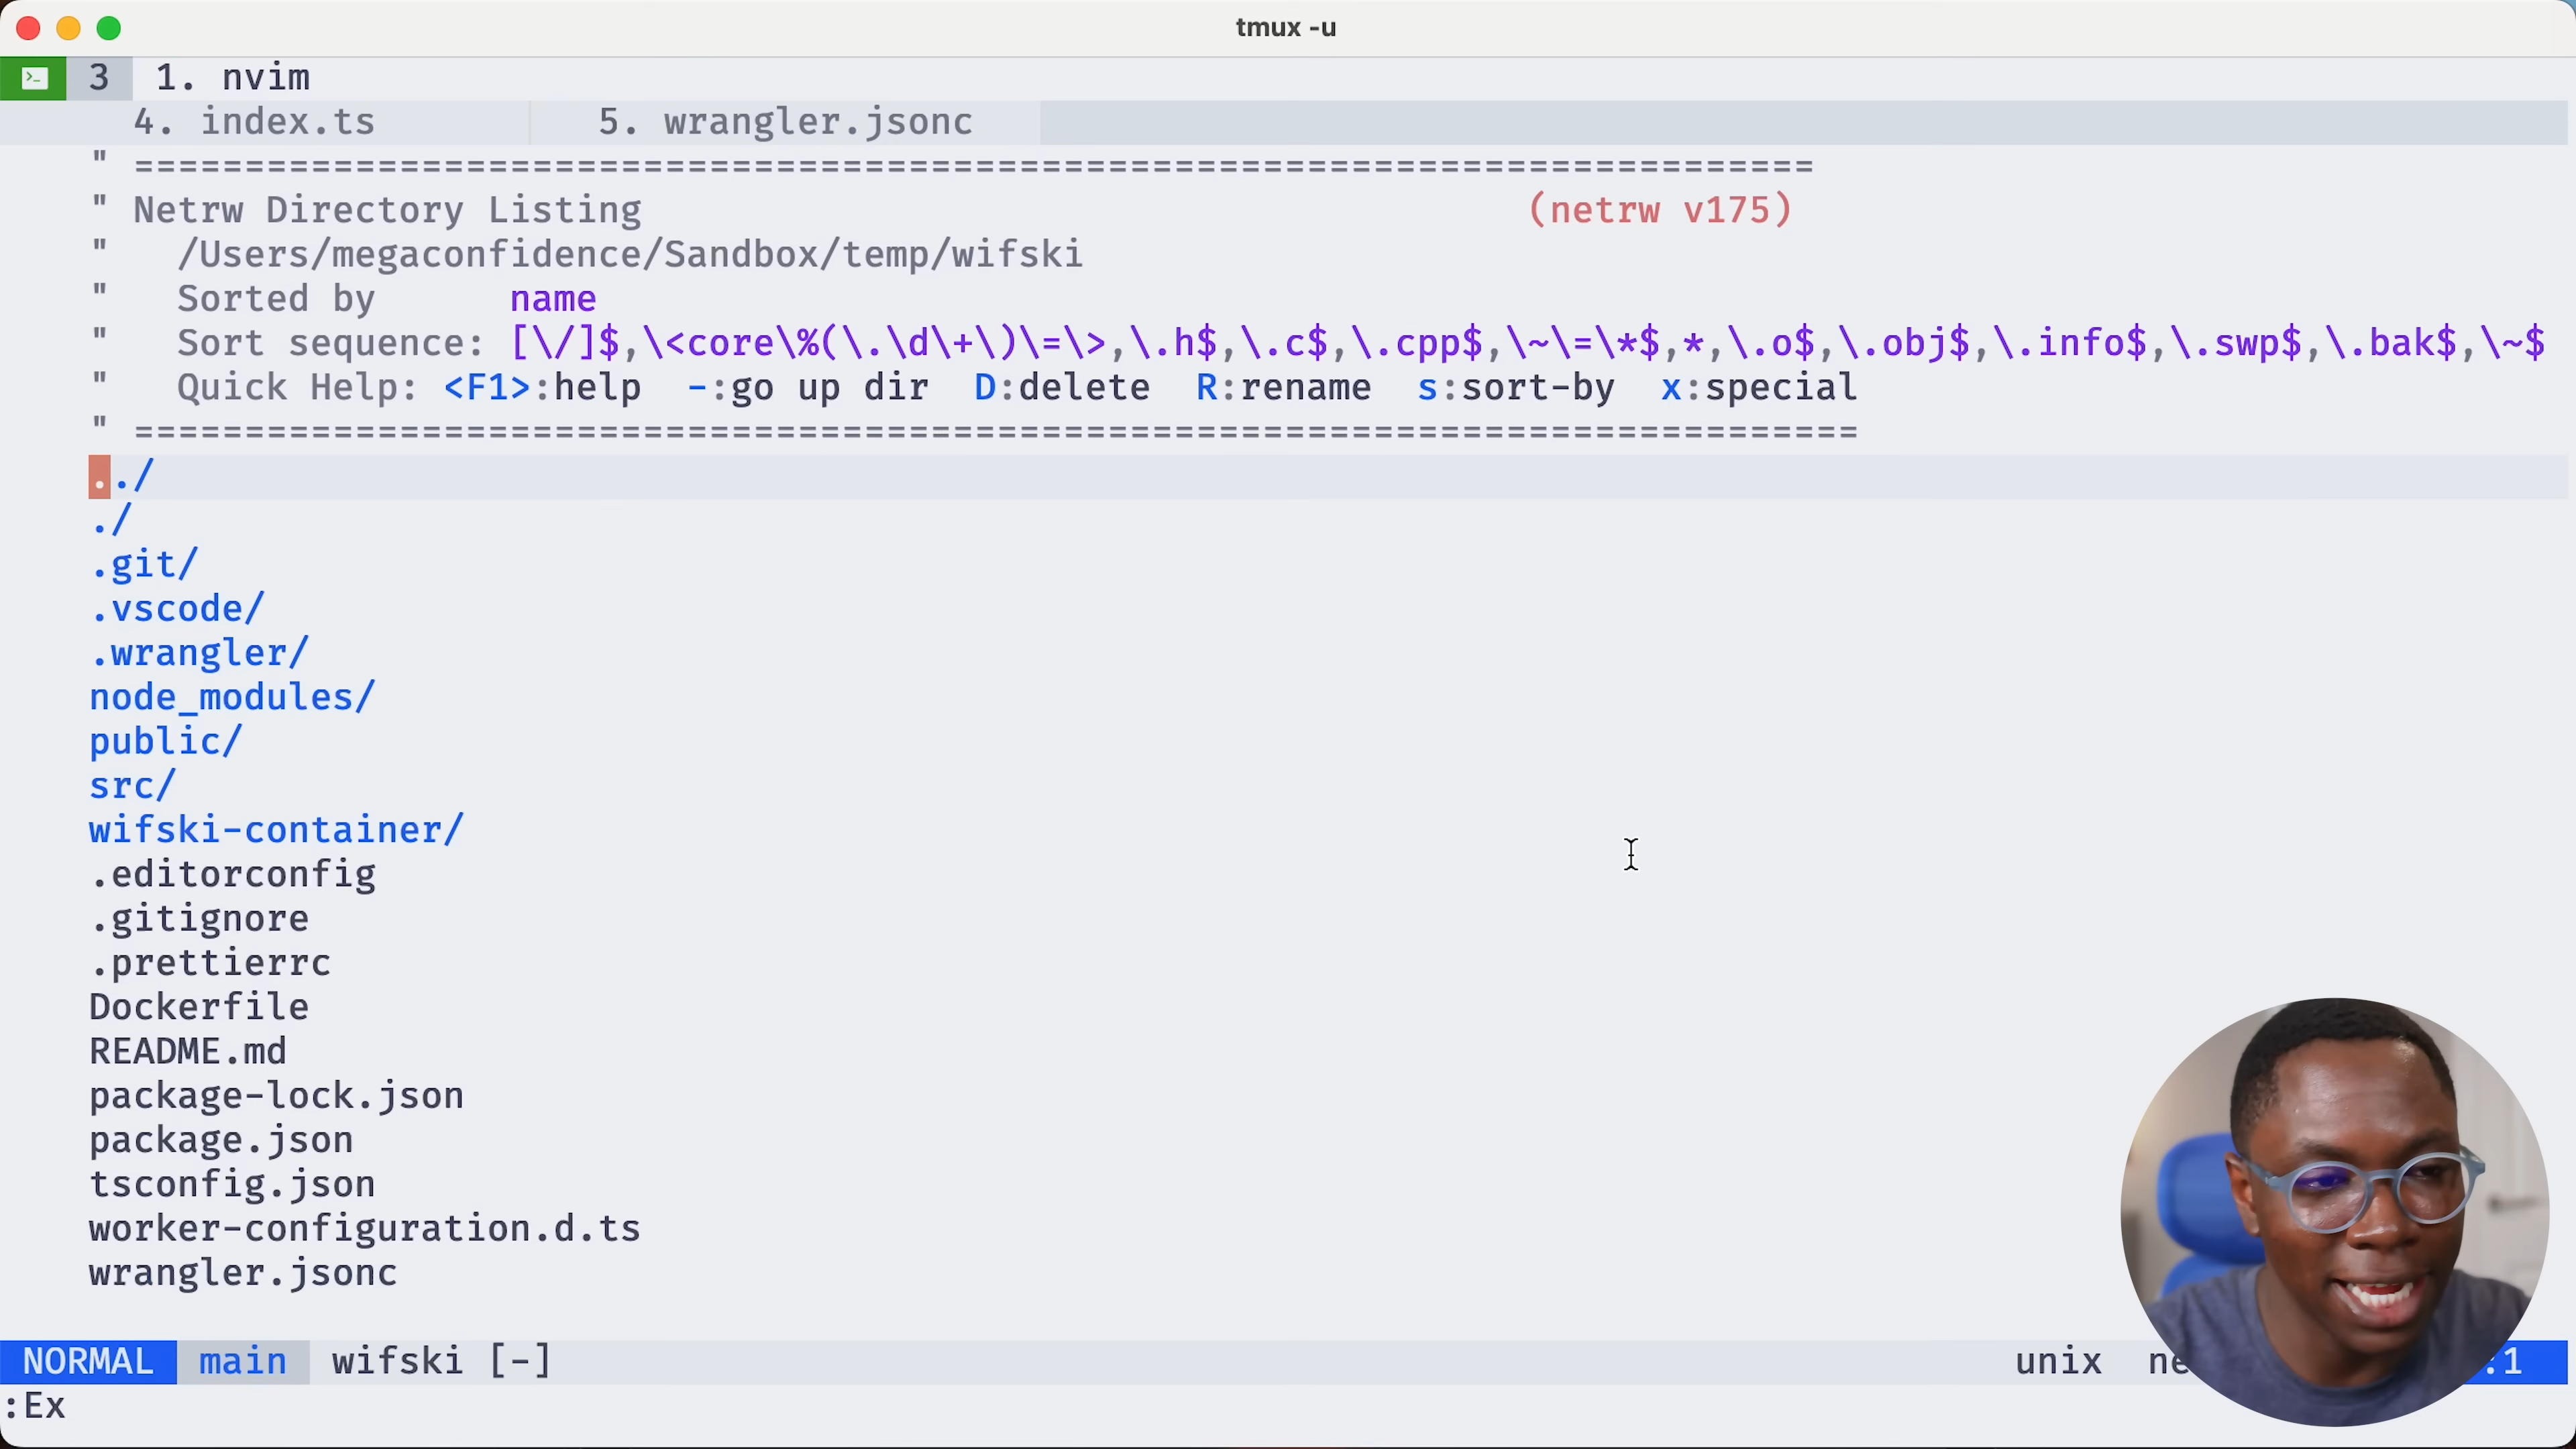 tmux -u
3 1. nvim
4. index.ts 5. wrangler.jsonc
" ============================================================================
" Netrw Directory Listing (netrw v175)
" /Users/megaconfidence/Sandbox/temp/wifski
" Sorted by name
" Sort sequence: [\/]$,\<core\%(\.\d\+\)\=\>,\.h$,\.c$,\.cpp$,\~\=\*$,*,\.o$,\.obj$,\.info$,\.swp$,\.bak$,\~$
" Quick Help: <F1>:help -:go up dir D:delete R:rename s:sort-by x:special
" ==============================================================================
../
./
.git/
.vscode/
.wrangler/
node_modules/
public/
src/
wifski-container/
.editorconfig
.gitignore
.prettierrc
Dockerfile
README.md
package-lock.json
package.json
tsconfig.json
worker-configuration.d.ts
wrangler.jsonc
NORMAL main wifski [-] unix :1
:Ex